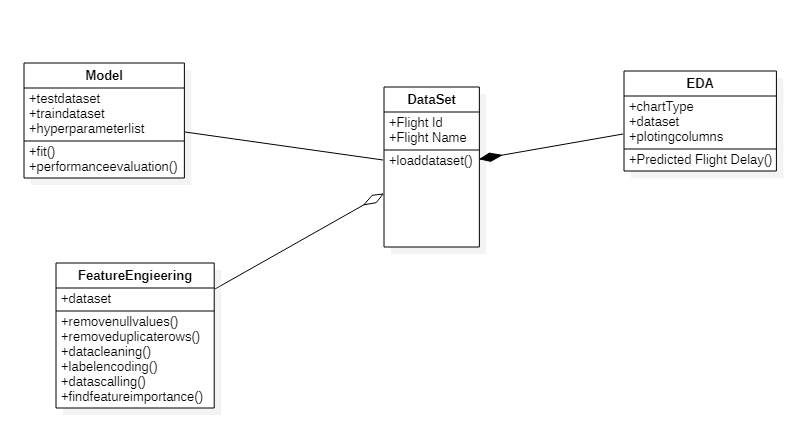 Model
+testdataset
+traindataset
+hyperparameterlist
+fit()
+performanceevaluation()
DataSet
+Flight Id
+Flight Name
+loaddataset()
EDA
+chartType
+dataset
+plotingcolumns
+Predicted Flight Delay()
FeatureEngieering
+dataset
+removenullvalues()
+removeduplicaterows()
+datacleaning()
+labelencoding()
+datascalling()
+findfeatureimportance()